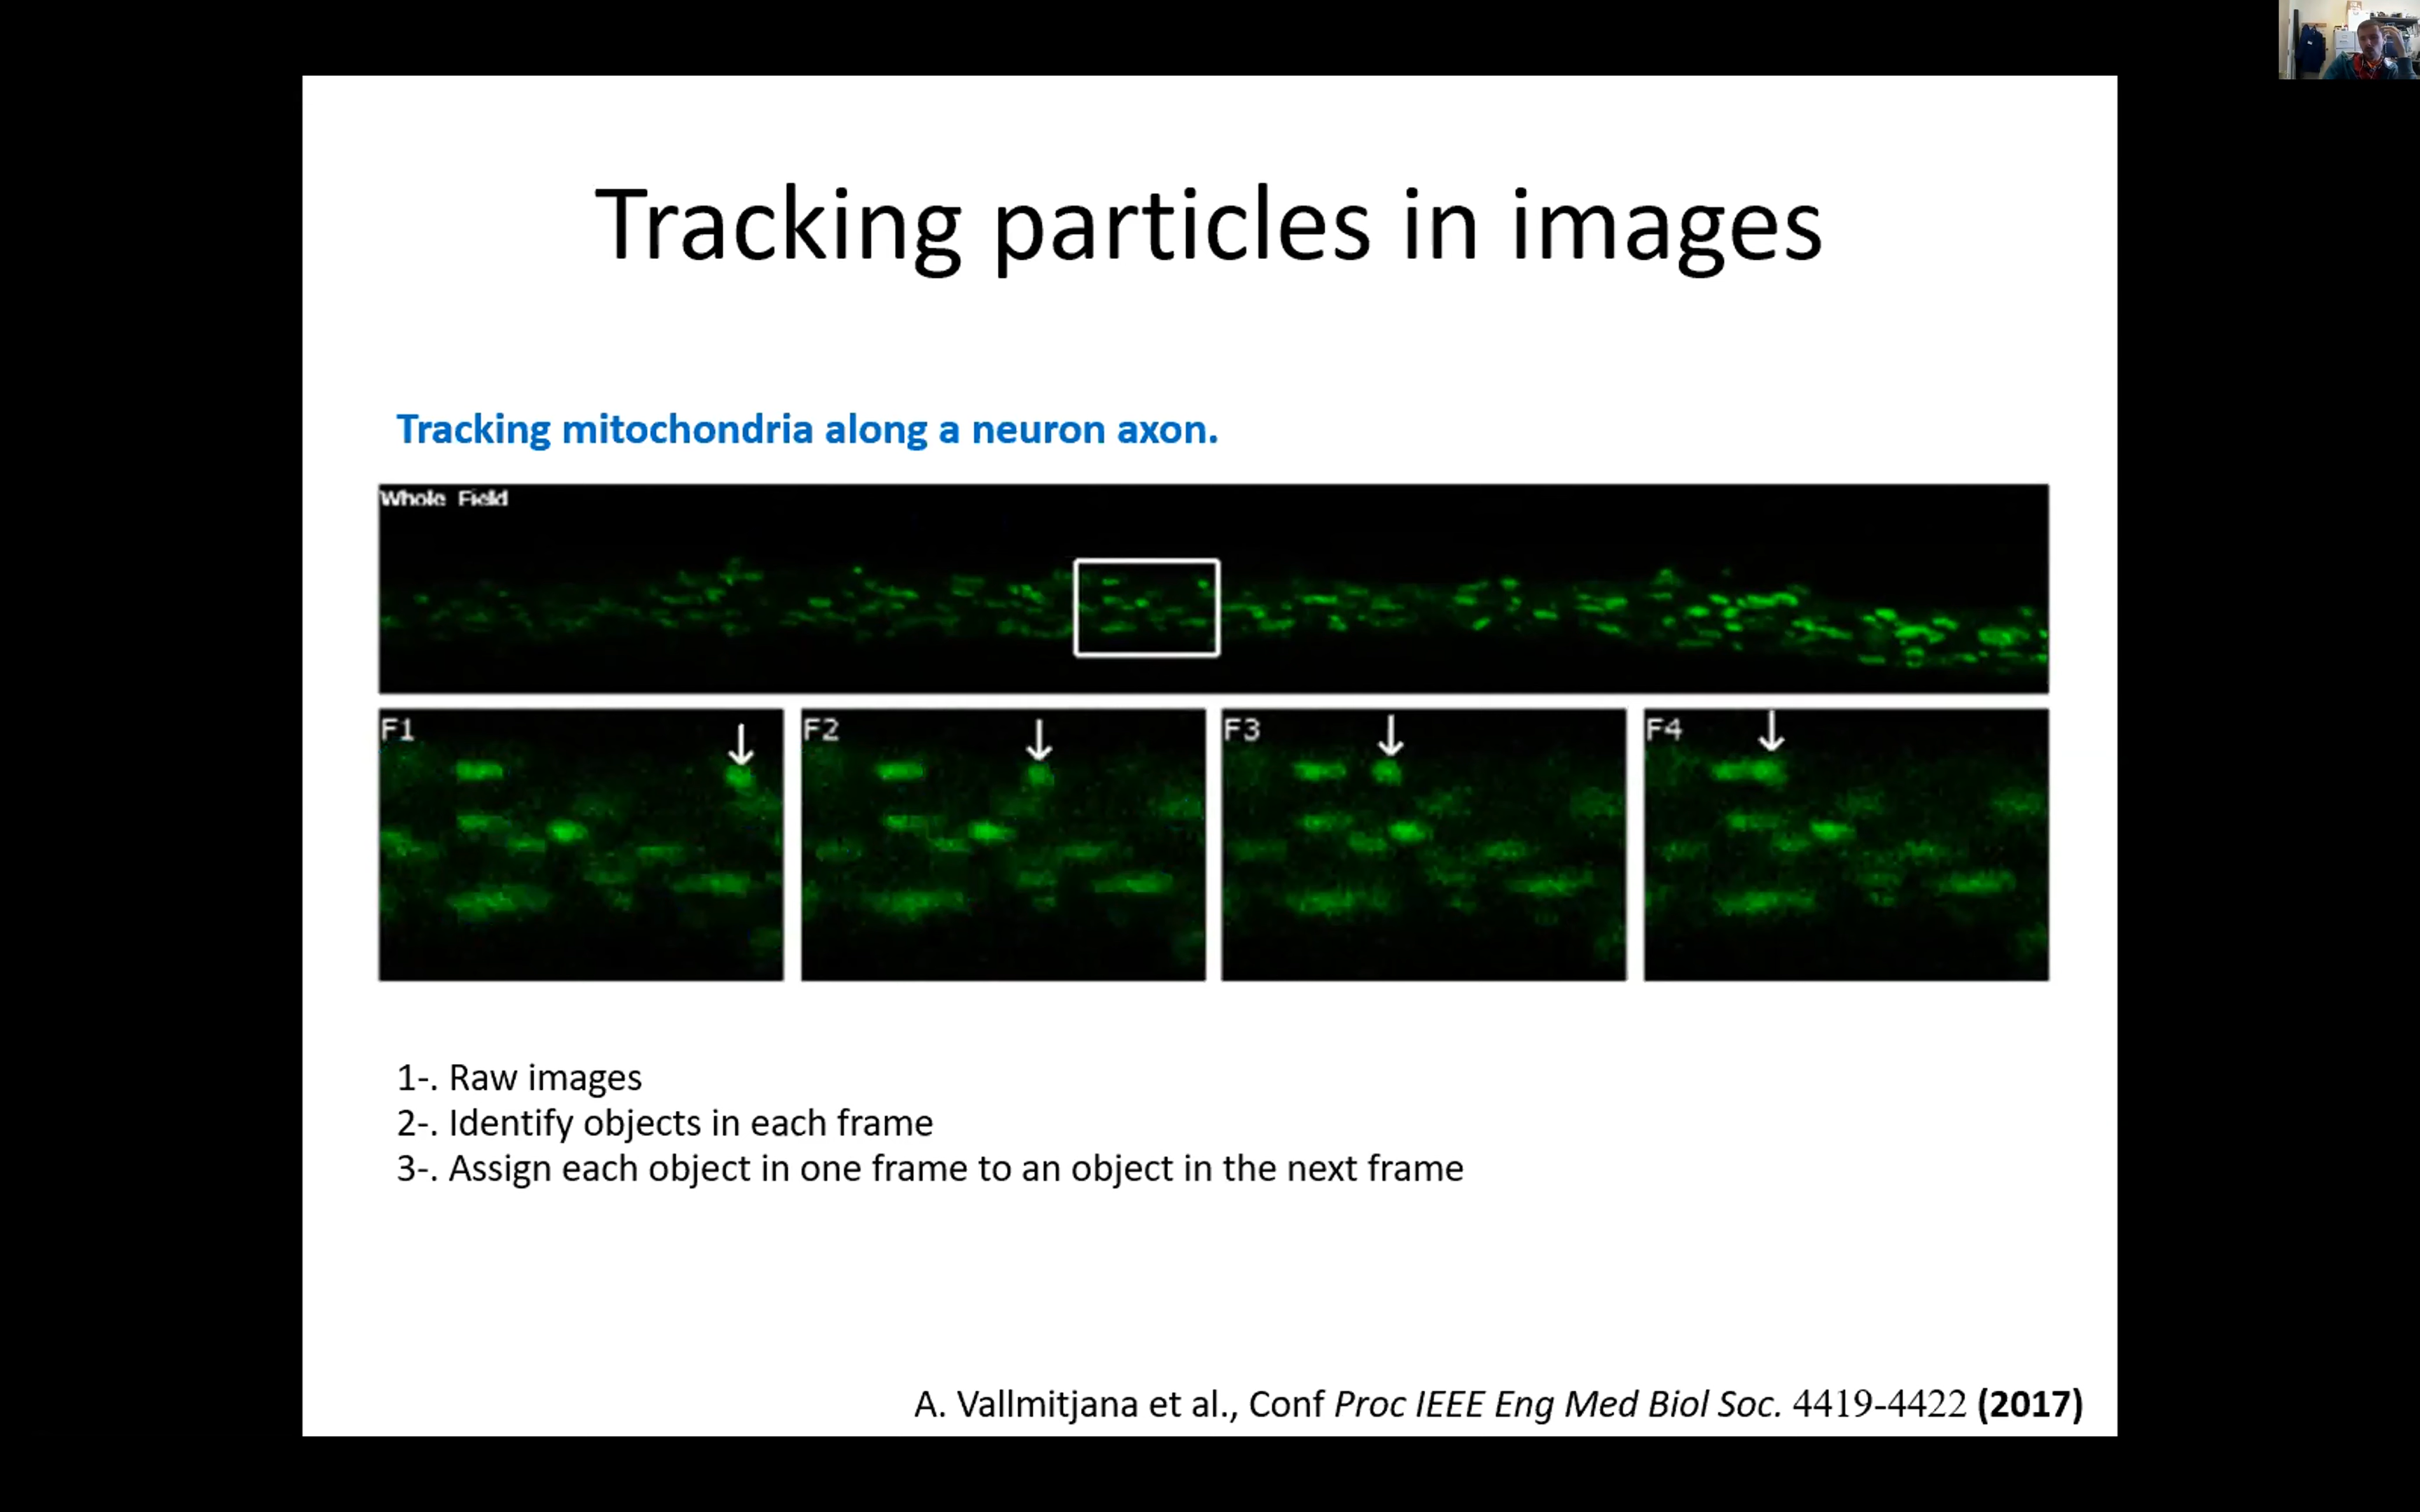 Tracking particles in images
Tracking mitochondria along a neuron axon.
Whole Field
F1
F2
F3
F4
1-. Raw images
2-. Identify objects in each frame
3-. Assign each object in one frame to an object in the next frame
A. Vallmitjana et al., Conf Proc IEEE Eng Med Biol Soc. 4419-4422 (2017)